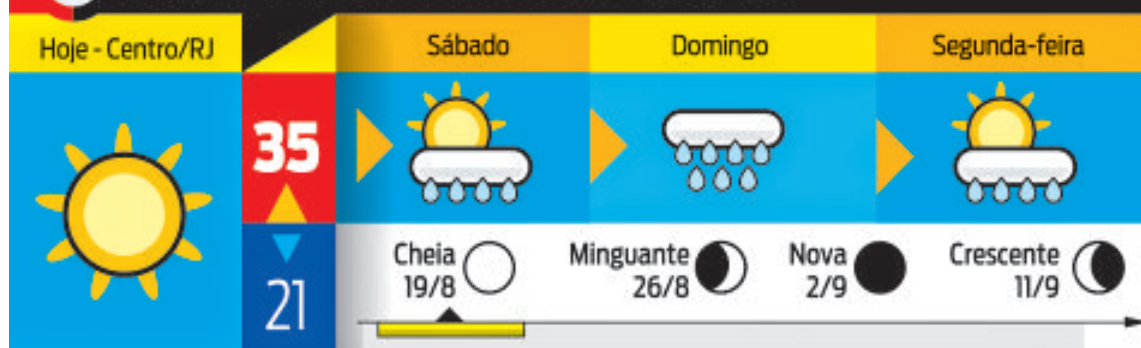 Hoje - Centro/RJ
Sábado
Domingo
Segunda-feira
35
21
Cheia
19/8
Minguante
26/8
Nova
2/9
Crescente
11/9